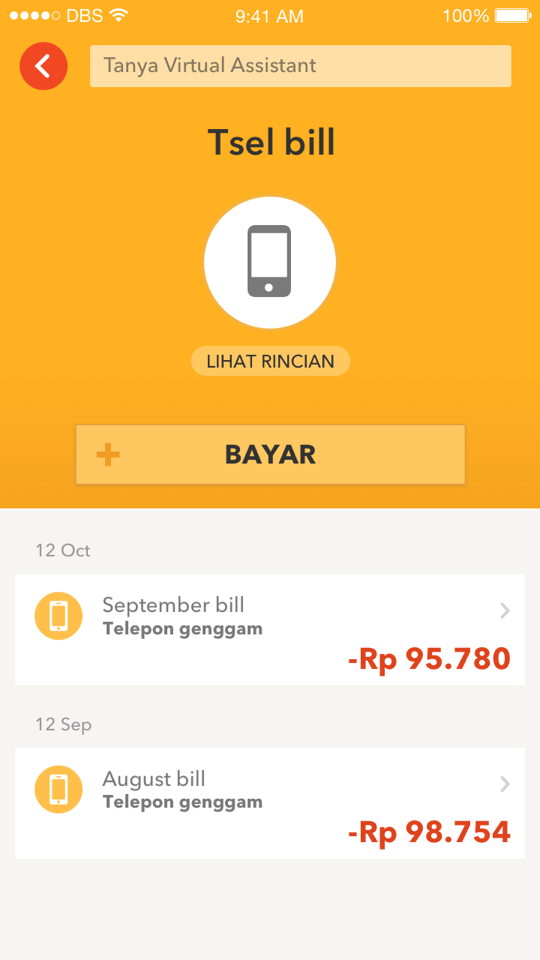 DBS 9:41 AM 100%
Tanya Virtual Assistant
Tsel bill
LIHAT RINCIAN
+ BAYAR
12 Oct
September bill
Telepon genggam
-Rp 95.780
12 Sep
August bill
Telepon genggam
-Rp 98.754